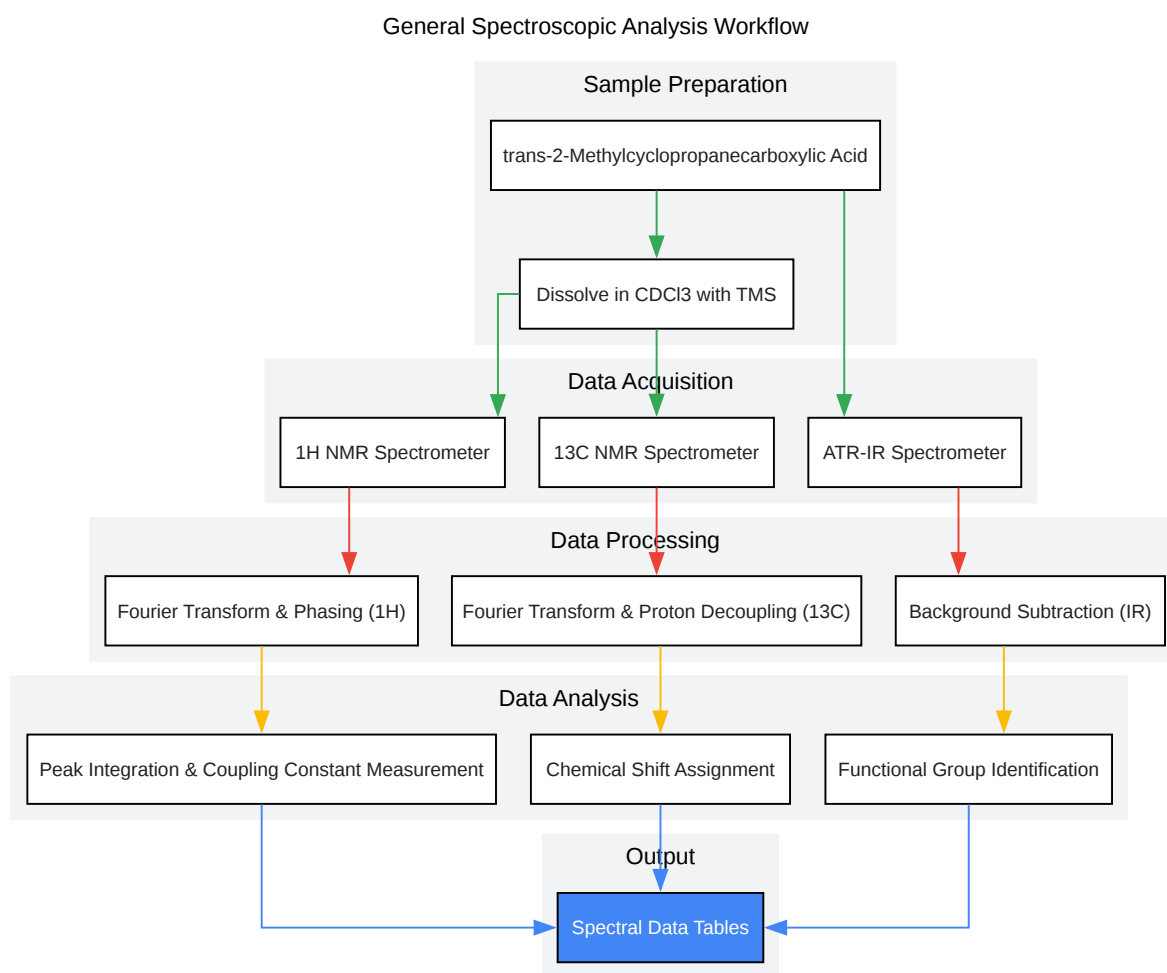 General Spectroscopic Analysis Workflow
Sample Preparation
trans-2-Methylcyclopropanecarboxylic Acid
Dissolve in CDCl3 with TMS
Data Acquisition
1H NMR Spectrometer
13C NMR Spectrometer
ATR-IR Spectrometer
Data Processing
Fourier Transform & Phasing (1H)
Fourier Transform & Proton Decoupling (13C)
Background Subtraction (IR)
Data Analysis
Peak Integration & Coupling Constant Measurement
Chemical Shift Assignment
Functional Group Identification
Output
Spectral Data Tables